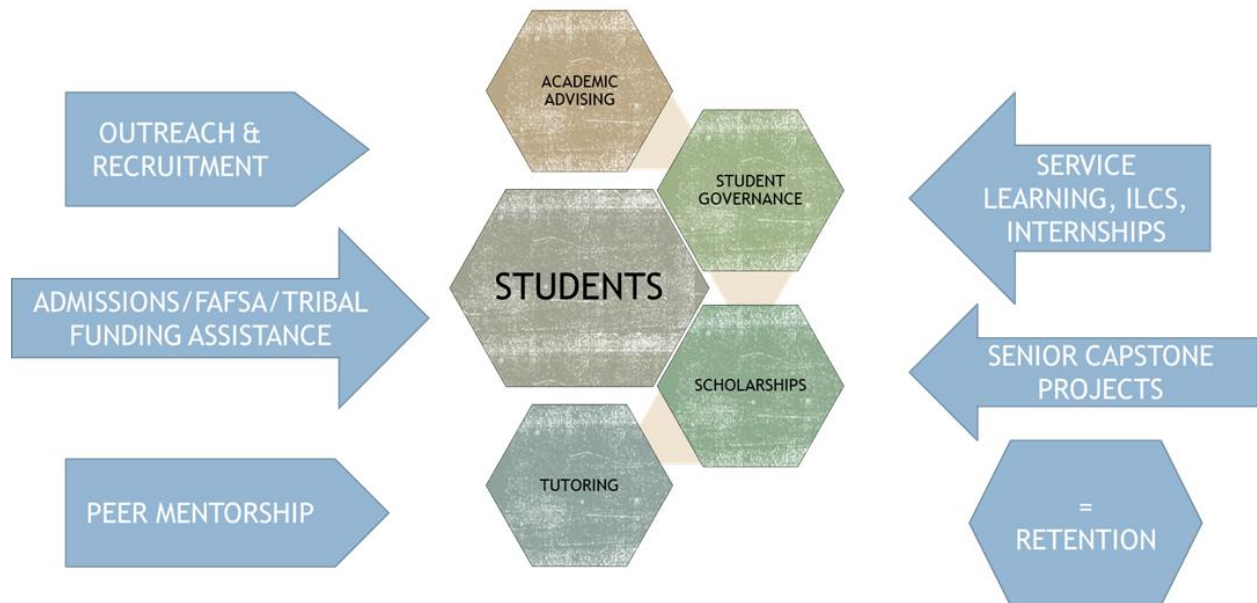 OUTREACH &
RECRUITMENT
ADMISSIONS/FAFSA/TRIBAL
FUNDING ASSISTANCE
PEER MENTORSHIP
ACADEMIC
ADVISING
STUDENT
GOVERNANCE
STUDENTS
SCHOLARSHIPS
TUTORING
SERVICE
LEARNING, ILCS,
INTERNSHIPS
SENIOR CAPSTONE
PROJECTS
=
RETENTION